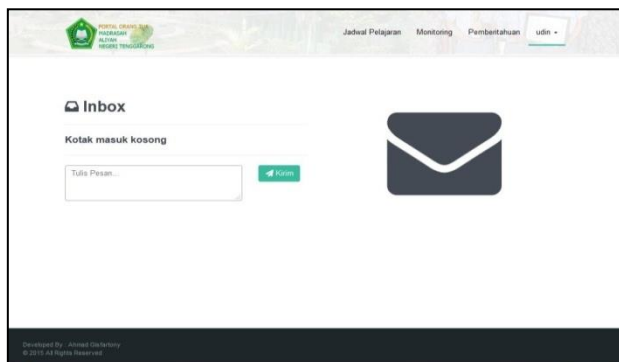 PORTAL ORANG TUA
MADRASAH
ALIYAH
NEGERI TENGGARONG
Jadwal Pelajaran Monitoring Pemberitahuan udin
Inbox
Kotak masuk kosong
Tulis Pesan...
Kirim
Developed By : Ahmad
© 2015 All Rights Reserved